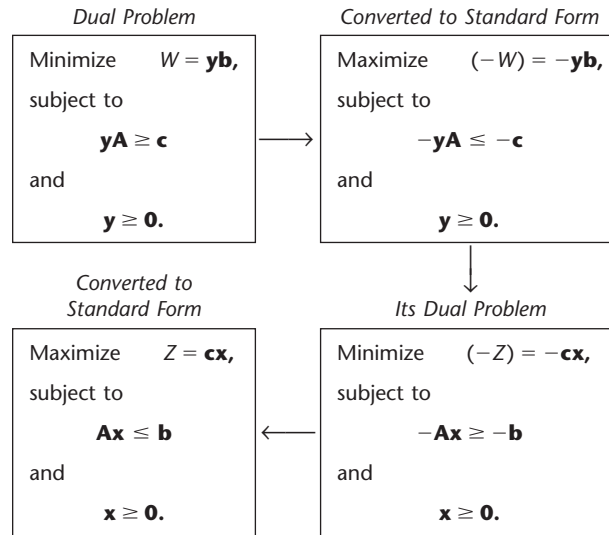 Dual Problem
Minimize W = yb,
subject to
yA ≥ c
and
y ≥ 0.
Converted to Standard Form
Maximize (−W) = −yb,
subject to
−yA ≤ −c
and
y ≥ 0.
Converted to
Standard Form
Maximize Z = cx,
subject to
Ax ≤ b
and
x ≥ 0.
Its Dual Problem
Minimize (−Z) = −cx,
subject to
−Ax ≥ −b
and
x ≥ 0.